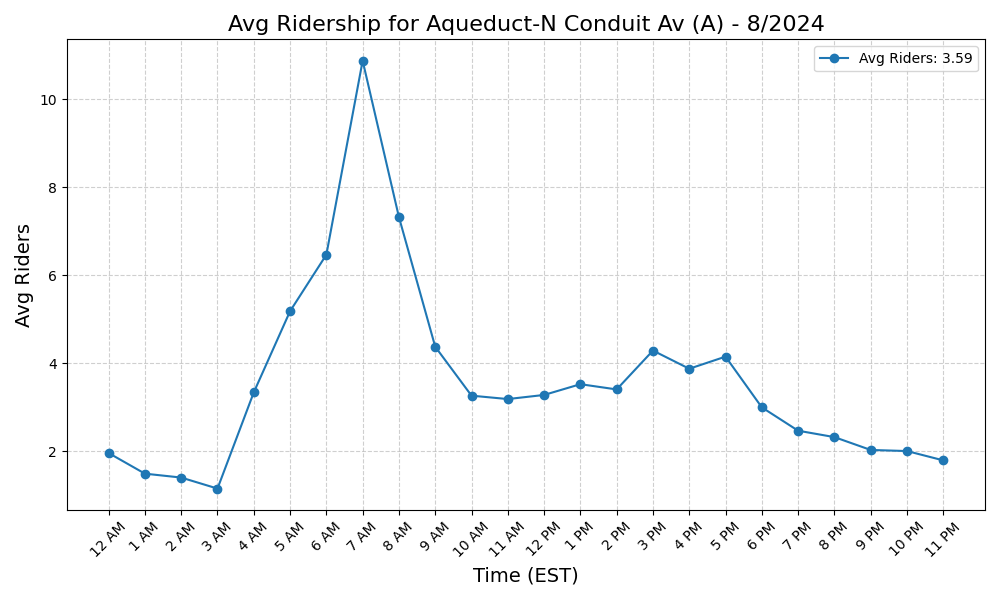 Avg Ridership for Aqueduct-N Conduit Av (A) - 8/2024
Avg Riders: 3.59
Avg Riders
10
8
6
4
2
12 AM
1 AM
2 AM
3 AM
4 AM
5 AM
6 AM
7 AM
8 AM
9 AM
10 AM
11 AM
12 PM
1 PM
2 PM
3 PM
4 PM
5 PM
6 PM
7 PM
8 PM
9 PM
10 PM
11 PM
Time (EST)